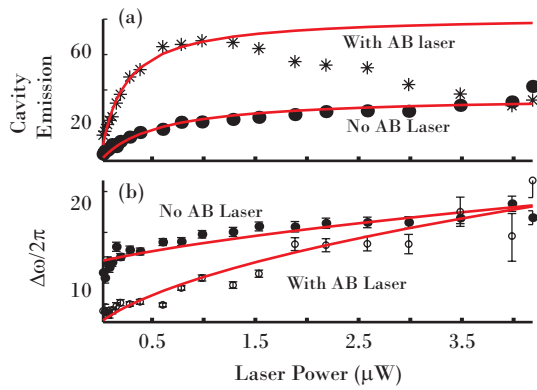 (a)
60
With AB laser
Cavity
Emission
20
No AB Laser
(b)
20
No AB Laser
Δω/2π
With AB Laser
10
0.5 1.5 2.5 3.5
Laser Power (μW)